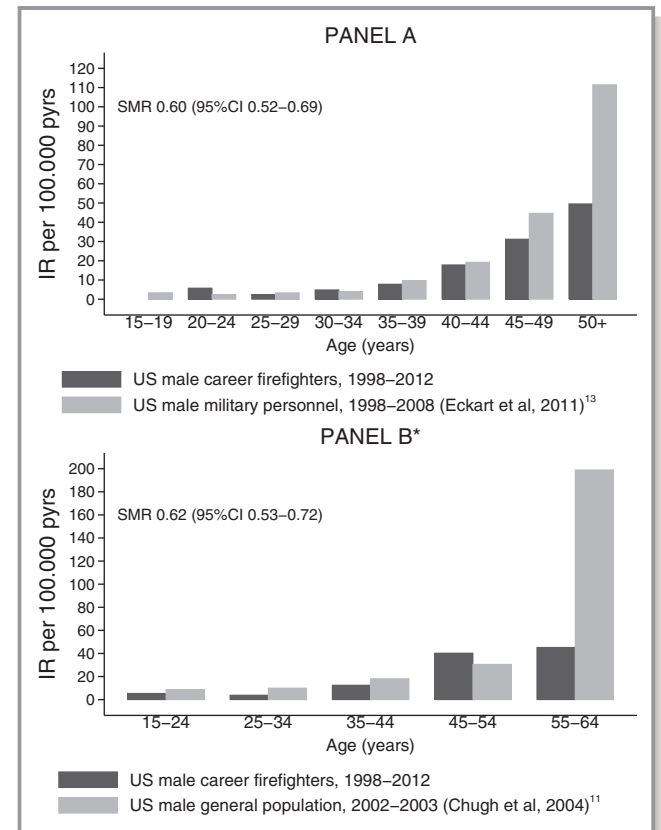 PANEL A
IR per 100.000 pyrs
120
110
100
90
80
70
60
50
40
30
20
10
0
SMR 0.60 (95%CI 0.52–0.69)
15–19 20–24 25–29 30–34 35–39 40–44 45–49 50+
Age (years)
US male career firefighters, 1998–2012
US male military personnel, 1998–2008 (Eckart et al, 2011)¹³
PANEL B*
IR per 100.000 pyrs
200
180
160
140
120
100
80
60
40
20
0
SMR 0.62 (95%CI 0.53–0.72)
15–24 25–34 35–44 45–54 55–64
Age (years)
US male career firefighters, 1998–2012
US male general population, 2002–2003 (Chugh et al, 2004)¹¹